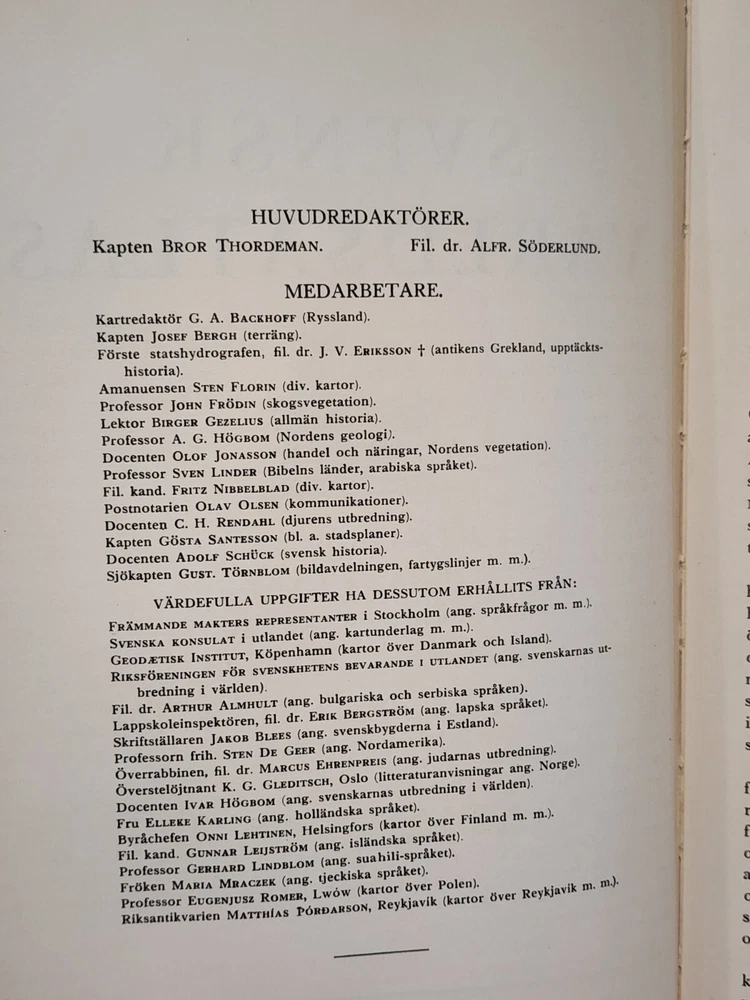 HUVUDREDAKTÖRER.
Kapten BROR THORDEMAN. Fil. dr. ALFR. SÖDERLUND.
MEDARBETARE.
Kartredaktör G. A. BACKHOFF (Ryssland).
Kapten JOSEF BERGH (terräng).
Förste statshydrografen, fil. dr. J. V. ERIKSSON † (antikens Grekland, upptäckts-
historia).
Amanuensen STEN FLORIN (div. kartor).
Professor JOHN FRÖDIN (skogsvegetation).
Lektor BIRGER GEZELIUS (allmän historia).
Professor A. G. HÖGBOM (Nordens geologi).
Docenten OLOF JONASSON (handel och näringar, Nordens vegetation).
Professor SVEN LINDER (Bibelns länder, arabiska språket).
Fil. kand. FRITZ NIBBELBLAD (div. kartor).
Postnotarien OLAV OLSEN (kommunikationer).
Docenten C. H. RENDAHL (djurens utbredning).
Kapten GÖSTA SANTESSON (bl. a. stadsplaner).
Docenten ADOLF SCHÜCK (svensk historia).
Sjökapten GUST. TÖRNBLOM (bildavdelningen, fartygslinjer m. m.).
VÄRDEFULLA UPPGIFTER HA DESSUTOM ERHÅLLITS FRÅN:
FRÄMMANDE MAKTERS REPRESENTANTER i Stockholm (ang. språkfrågor m. m.).
SVENSKA KONSULAT i utlandet (ang. kartunderlag m. m.).
GEODÆTISK INSTITUT, Köpenhamn (kartor över Danmark och Island).
RIKSFÖRENINGEN FÖR SVENSKHETENS BEVARANDE I UTLANDET (ang. svenskarnas ut-
bredning i världen).
Fil. dr. ARTHUR ALMHULT (ang. bulgariska och serbiska språken).
Lappskoleinspektören, fil. dr. ERIK BERGSTRÖM (ang. lapska språket).
Skriftställaren JAKOB BLEES (ang. svenskbygderna i Estland).
Professorn frih. STEN DE GEER (ang. Nordamerika).
Överrabbinen, fil. dr. MARCUS EHRENPREIS (ang. judarnas utbredning).
Överstelöjtnant K. G. GLEDITSCH, Oslo (litteraturanvisningar ang. Norge).
Docenten IVAR HÖGBOM (ang. svenskarnas utbredning i världen).
Fru ELLEKE KARLING (ang. holländska språket).
Byråchefen ONNI LEHTINEN, Helsingfors (kartor över Finland m. m.).
Fil. kand. GUNNAR LEIJSTRÖM (ang. isländska språket).
Professor GERHARD LINDBLOM (ang. suahili-språket).
Fröken MARIA MRACZEK (ang. tjeckiska språket).
Professor EUGENJUSZ ROMER, Lwów (kartor över Polen).
Riksantikvarien MATTHÍAS ÞÓRÐARSON, Reykjavík (kartor över Reykjavik m. m.).